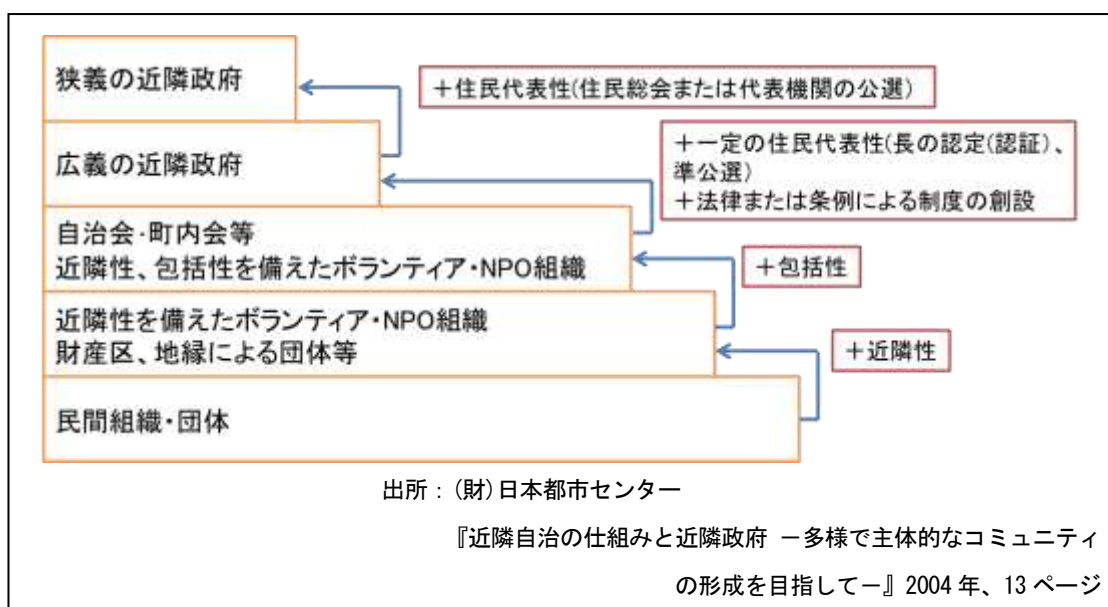 狭義の近隣政府
+住民代表性(住民総会または代表機関の公選)
広義の近隣政府
+一定の住民代表性(長の認定(認証)、
準公選)
+法律または条例による制度の創設
自治会・町内会等
近隣性、包括性を備えたボランティア・NPO組織
+包括性
近隣性を備えたボランティア・NPO組織
財産区、地縁による団体等
+近隣性
民間組織・団体
出所：(財)日本都市センター
『近隣自治の仕組みと近隣政府 －多様で主体的なコミュニティ
の形成を目指して－』2004 年、13 ページ